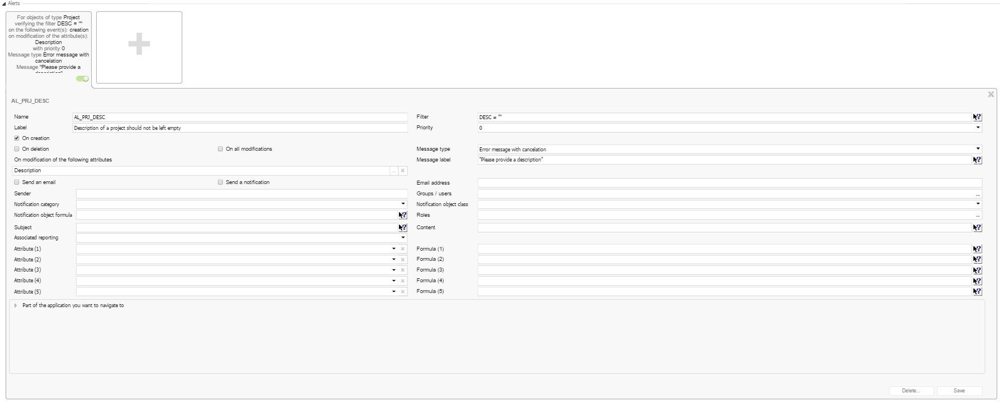 Alerts
For objects of type Project
verifying the filter DESC = ""
on the following event(s): creation
on modification of the attribute(s):
Description
with priority 0
Message type Error message with
cancelation
Message "Please provide a
description"
AL_PRJ_DESC
Name AL_PRJ_DESC Filter DESC = ""
Label Description of a project should not be left empty Priority 0
On creation
On deletion On all modifications Message type Error message with cancelation
On modification of the following attributes Message label "Please provide a description"
Description ...
Send an email Send a notification Email address
Sender Groups / users ...
Notification category Notification object class
Notification object formula Roles ...
Subject Content
Associated reporting
Attribute (1) Formula (1)
Attribute (2) Formula (2)
Attribute (3) Formula (3)
Attribute (4) Formula (4)
Attribute (5) Formula (5)
Part of the application you want to navigate to
Delete... Save